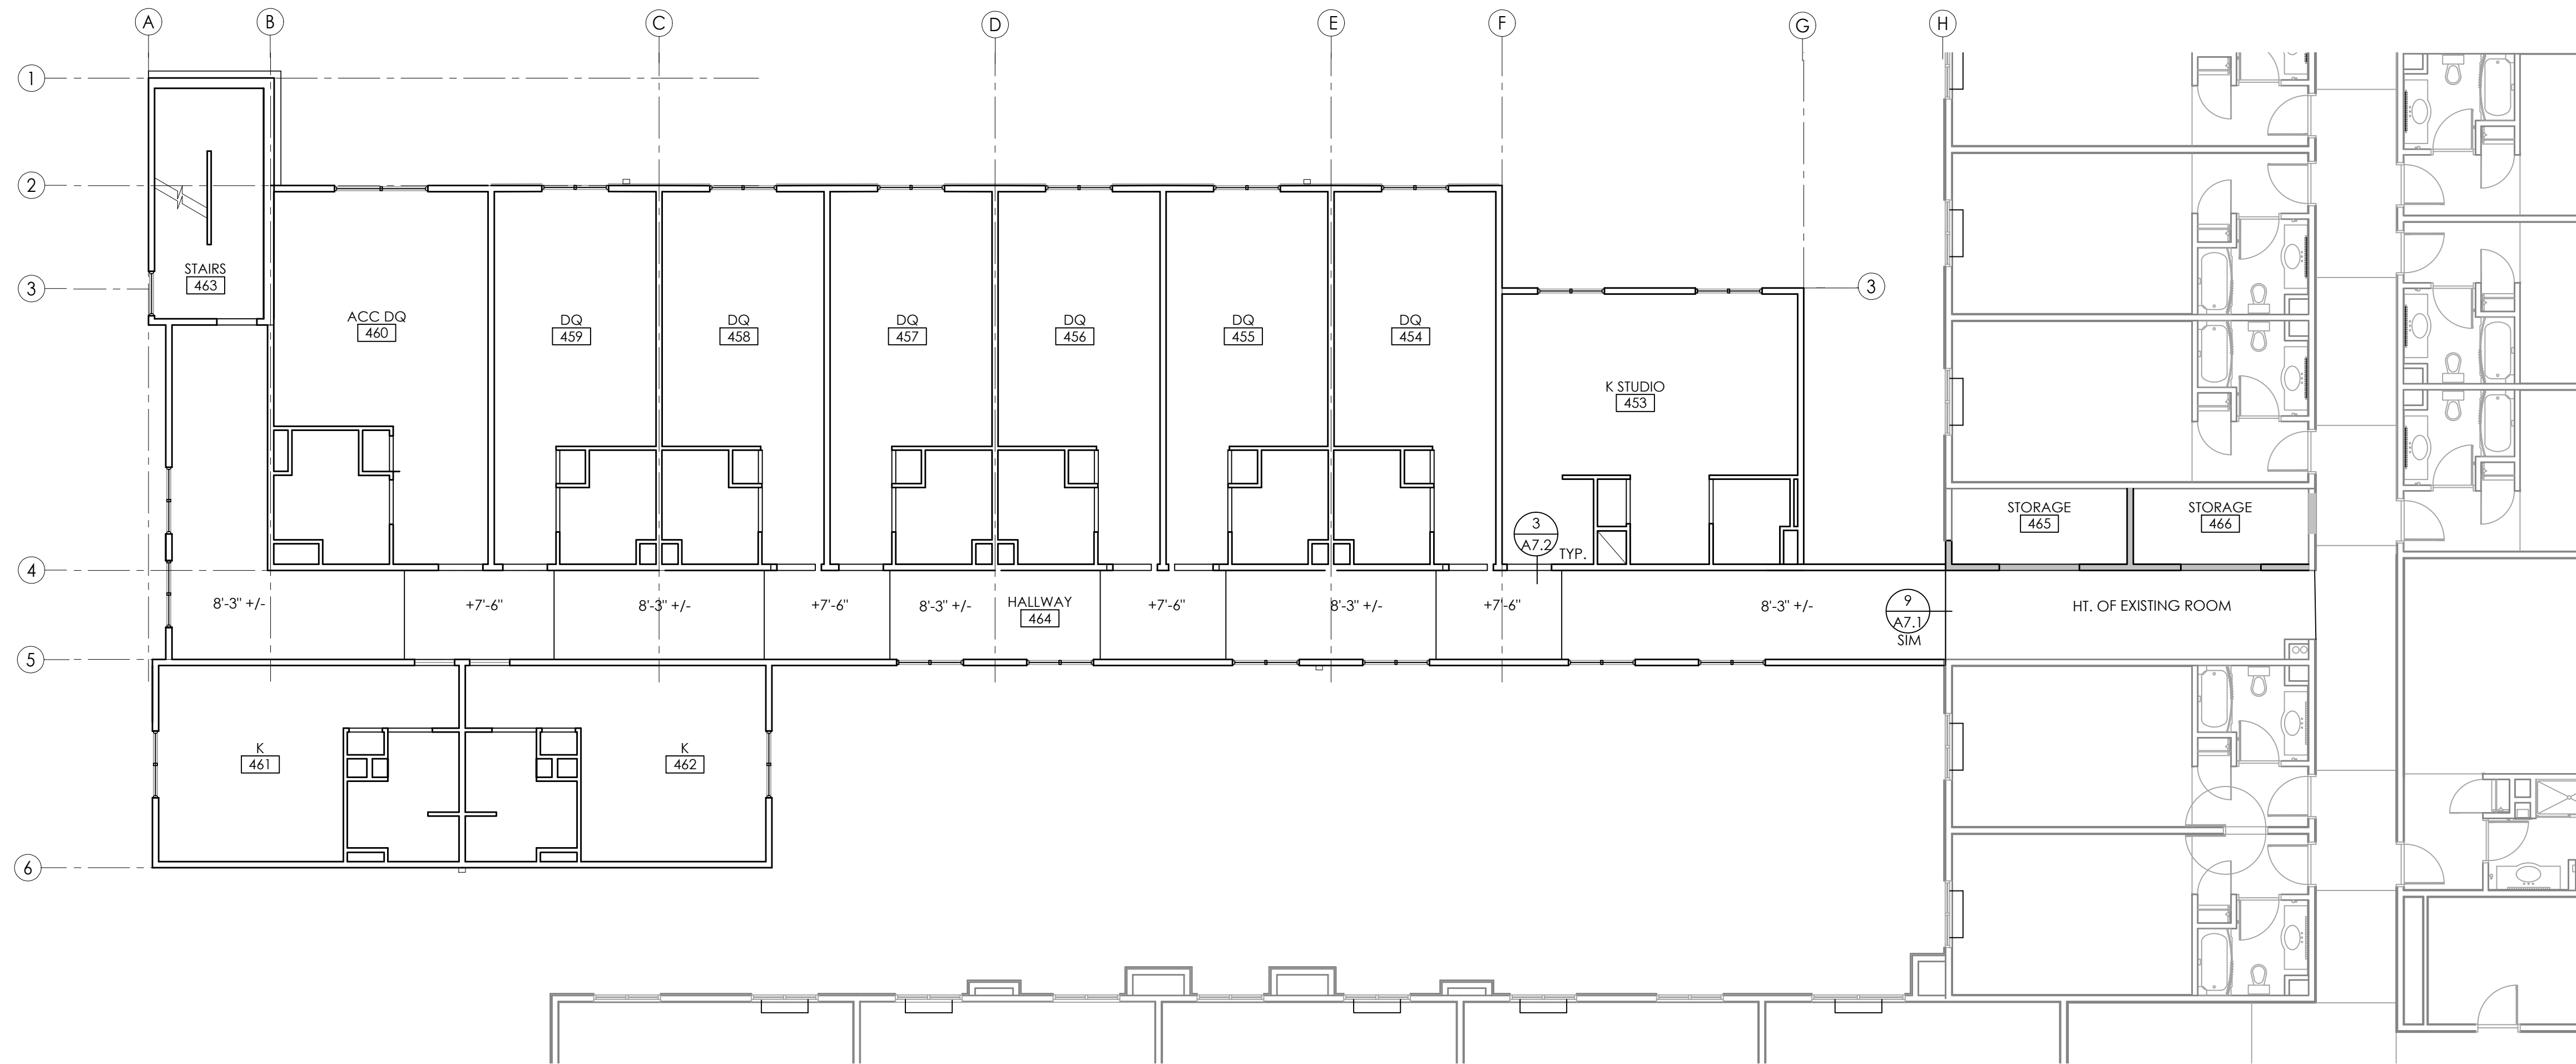 A
B
C
D
E
F
G
H
1
2
3
3
STAIRS
463
ACC DQ
460
DQ
459
DQ
458
DQ
457
DQ
456
DQ
455
DQ
454
K STUDIO
453
STORAGE
465
STORAGE
466
3
A7.2
TYP.
4
8'-3" +/-
+7'-6"
8'-3" +/-
+7'-6"
8'-3" +/-
HALLWAY
464
+7'-6"
8'-3" +/-
+7'-6"
8'-3" +/-
9
A7.1
SIM
HT. OF EXISTING ROOM
5
K
461
K
462
6